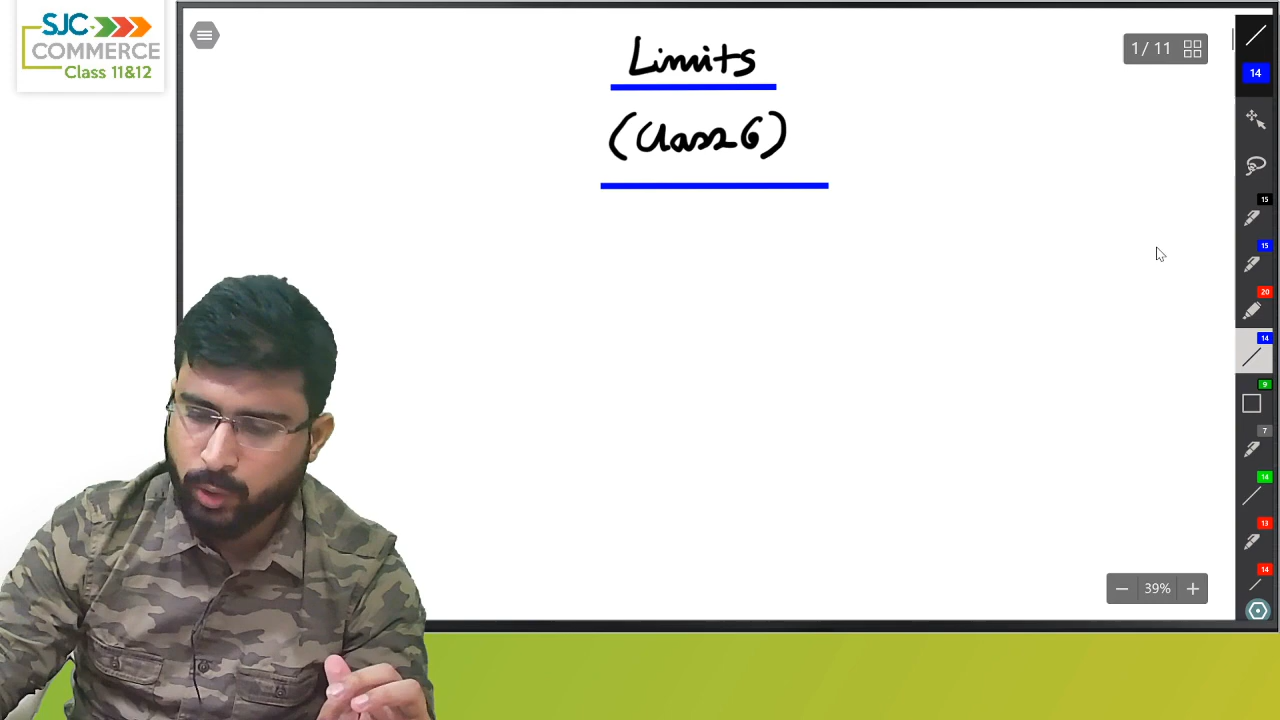 SJC
COMMERCE
Class 11&12
Limits
(Class 6)
1 / 11
14
15
15
20
14
9
7
14
13
14
39%